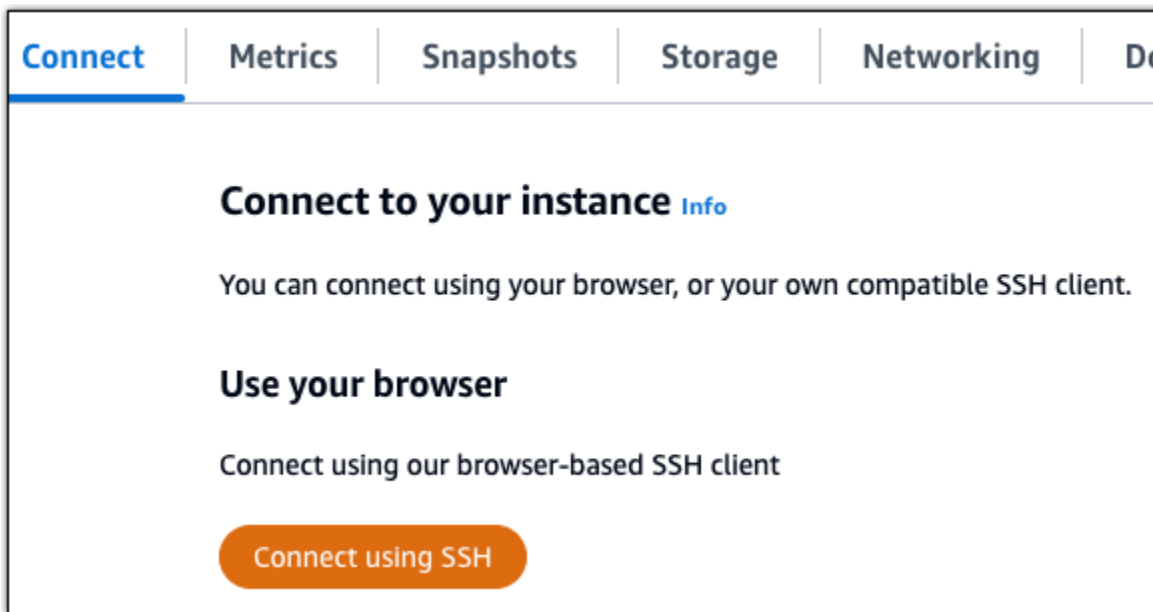 Connect Metrics Snapshots Storage Networking
Connect to your instance Info
You can connect using your browser, or your own compatible SSH client.
Use your browser
Connect using our browser-based SSH client
Connect using SSH